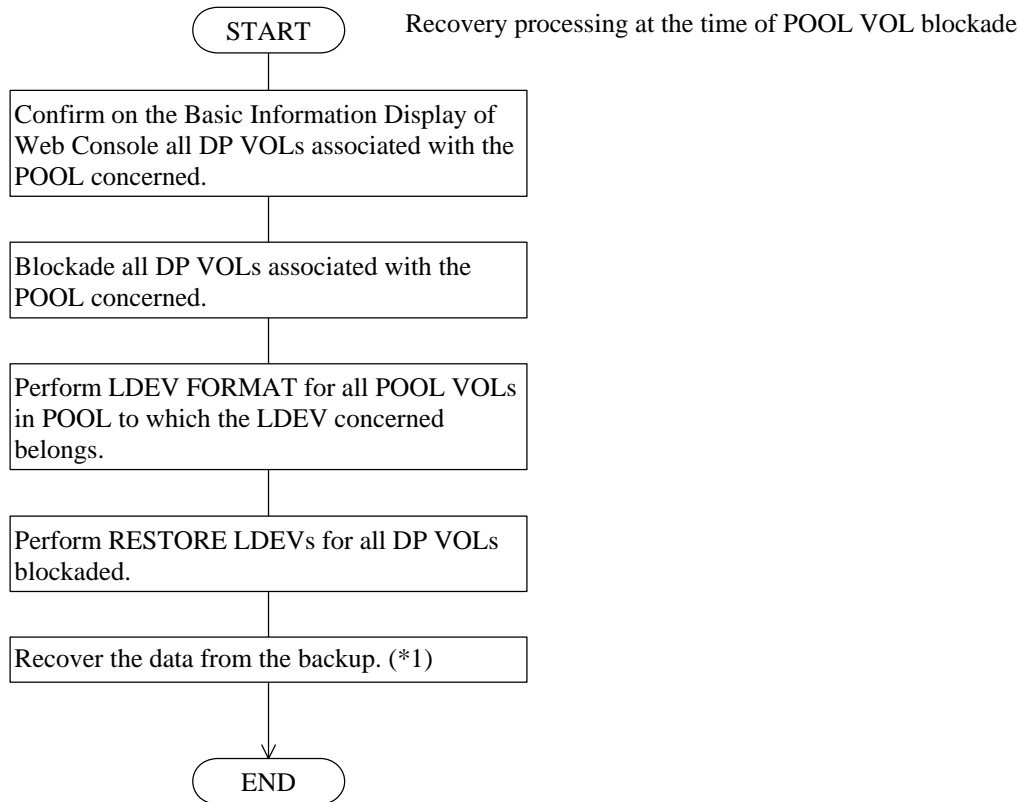 START
Recovery processing at the time of POOL VOL blockade
Confirm on the Basic Information Display of
Web Console all DP VOLs associated with the
POOL concerned.
Blockade all DP VOLs associated with the
POOL concerned.
Perform LDEV FORMAT for all POOL VOLs
in POOL to which the LDEV concerned
belongs.
Perform RESTORE LDEVs for all DP VOLs
blockaded.
Recover the data from the backup. (*1)
END